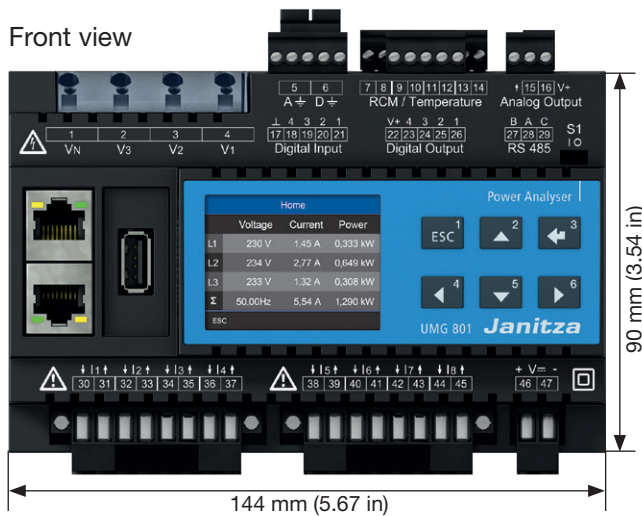 Front view
5 6
A ⏚ D ⏚
7 8 9 10 11 12 13 14
RCM / Temperature
↑ 15 16 V+
Analog Output
1 2 3 4
VN V3 V2 V1
⊥ 4 3 2 1
17 18 19 20 21
Digital Input
V+ 4 3 2 1
22 23 24 25 26
Digital Output
B A C
27 28 29
RS 485
S1
I O
Power Analyser
Home
Voltage Current Power
L1 230 V 1,45 A 0,333 kW
L2 234 V 2,77 A 0,649 kW
L3 233 V 1,32 A 0,308 kW
Σ 50.00Hz 5,54 A 1,290 kW
ESC
ESC 1
2
3
4
5
6
UMG 801 Janitza
↓ I1 ↑ ↓ I2 ↑ ↓ I3 ↑ ↓ I4 ↑
30 31 32 33 34 35 36 37
↓ I5 ↑ ↓ I6 ↑ ↓ I7 ↑ ↓ I8 ↑
38 39 40 41 42 43 44 45
+ V⎓ -
46 47
90 mm (3.54 in)
144 mm (5.67 in)